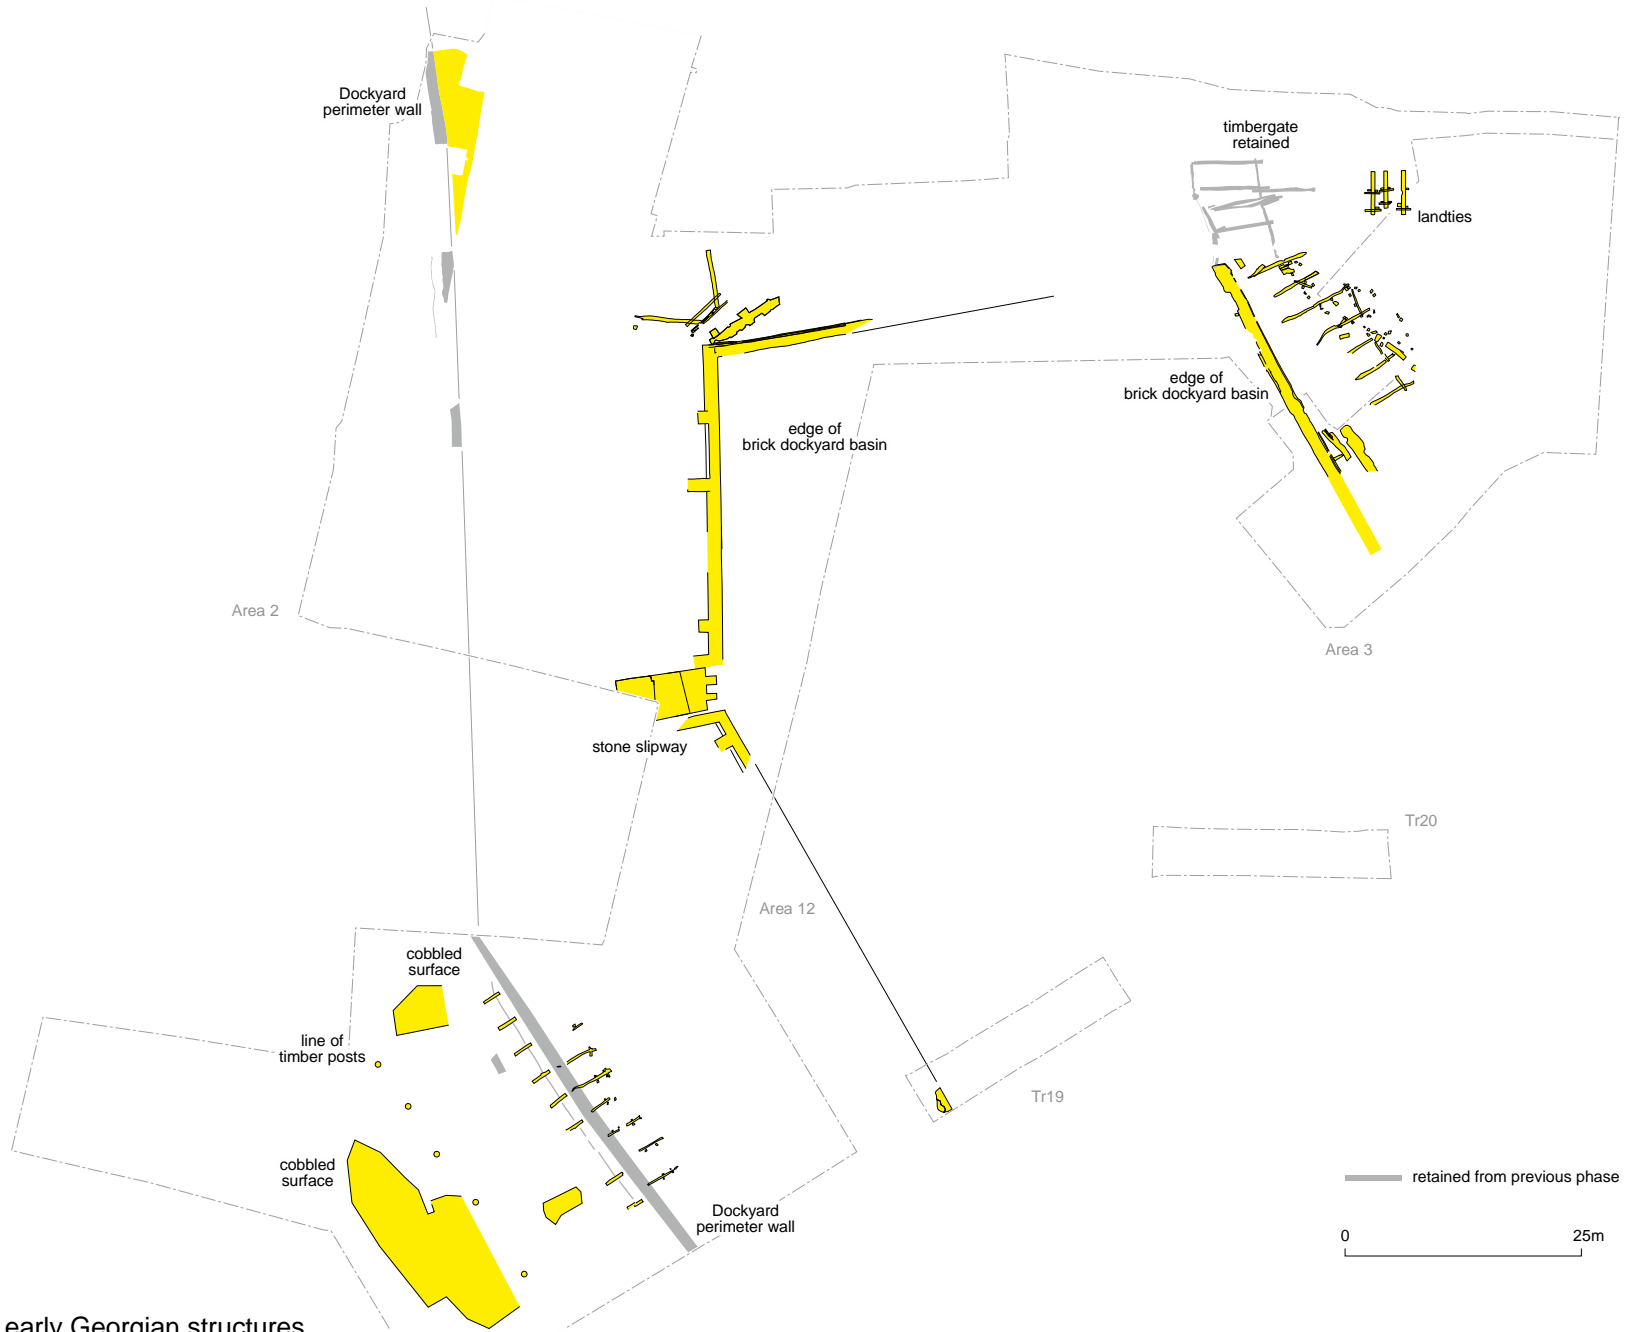 Dockyard
perimeter wall
timbergate
retained
landties
edge of
brick dockyard basin
edge of
brick dockyard basin
Area 2
Area 3
stone slipway
Tr20
Area 12
cobbled
surface
line of
timber posts
Tr19
cobbled
surface
Dockyard
perimeter wall
retained from previous phase
0 25m
early Georgian structures